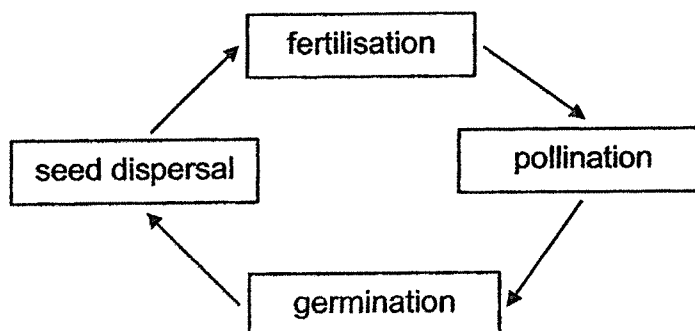 fertilisation
seed dispersal
pollination
germination